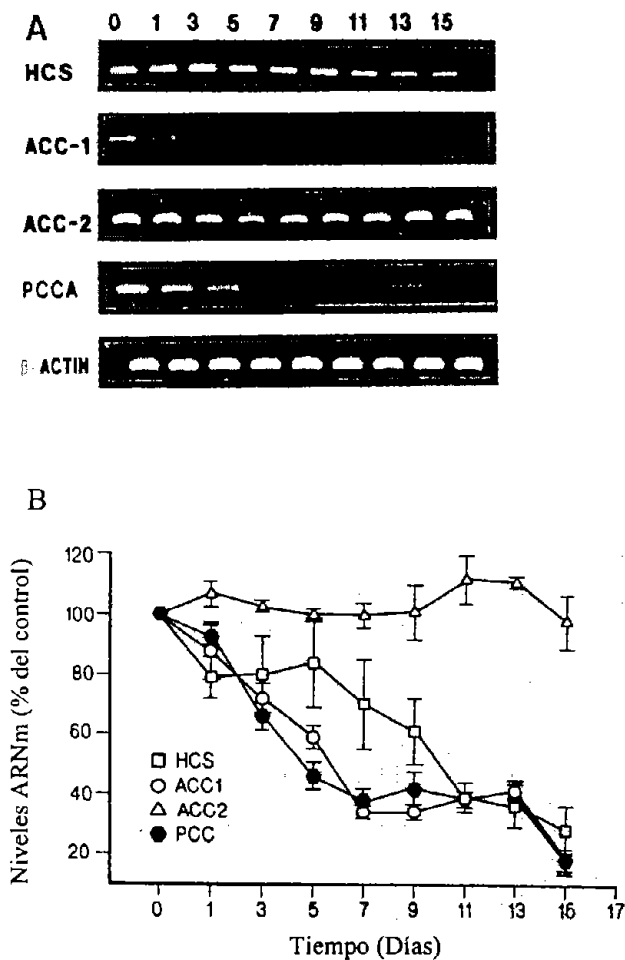 A
0 1 3 5 7 9 11 13 15
HCS
ACC-1
ACC-2
PCCA
β-ACTIN
B
Niveles ARNm (% del control)
120
100
80
60
40
20
HCS
ACC1
ACC2
PCC
0 1 3 5 7 9 11 13 15 17
Tiempo (Días)